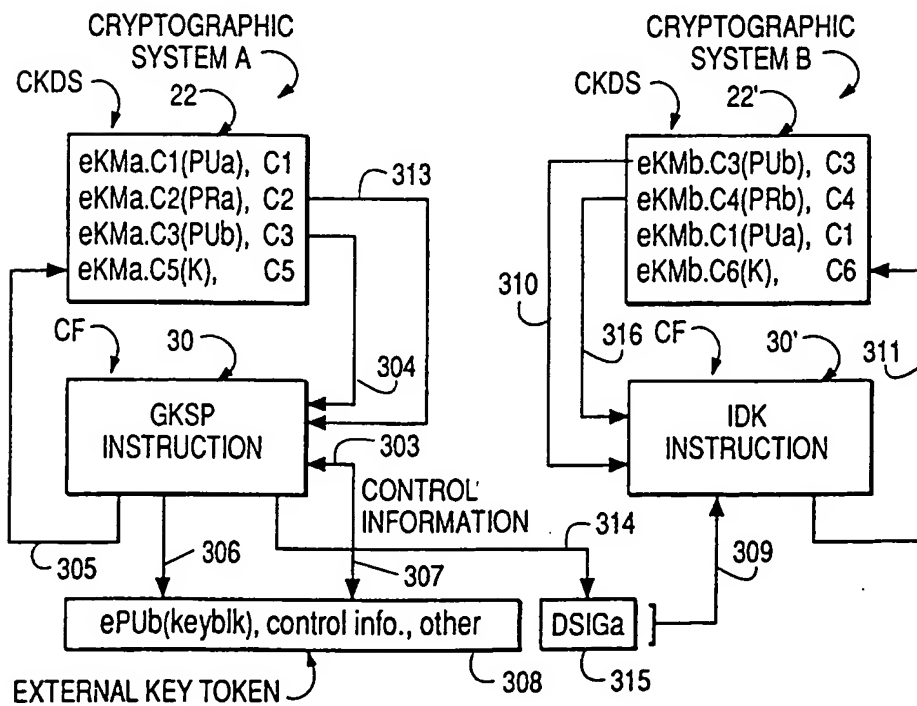 CRYPTOGRAPHIC
SYSTEM A
CKDS
22
eKMa.C1(PUa), C1
eKMa.C2(PRa), C2
eKMa.C3(PUb), C3
eKMa.C5(K), C5
313
CF
30
304
GKSP
INSTRUCTION
303
CONTROL
INFORMATION
305
306
307
314
ePUb(keyblk), control info., other
DSIGa
EXTERNAL KEY TOKEN
308
315
CRYPTOGRAPHIC
SYSTEM B
CKDS
22'
eKMb.C3(PUb), C3
eKMb.C4(PRb), C4
eKMb.C1(PUa), C1
eKMb.C6(K), C6
310
316
CF
30'
311
IDK
INSTRUCTION
309